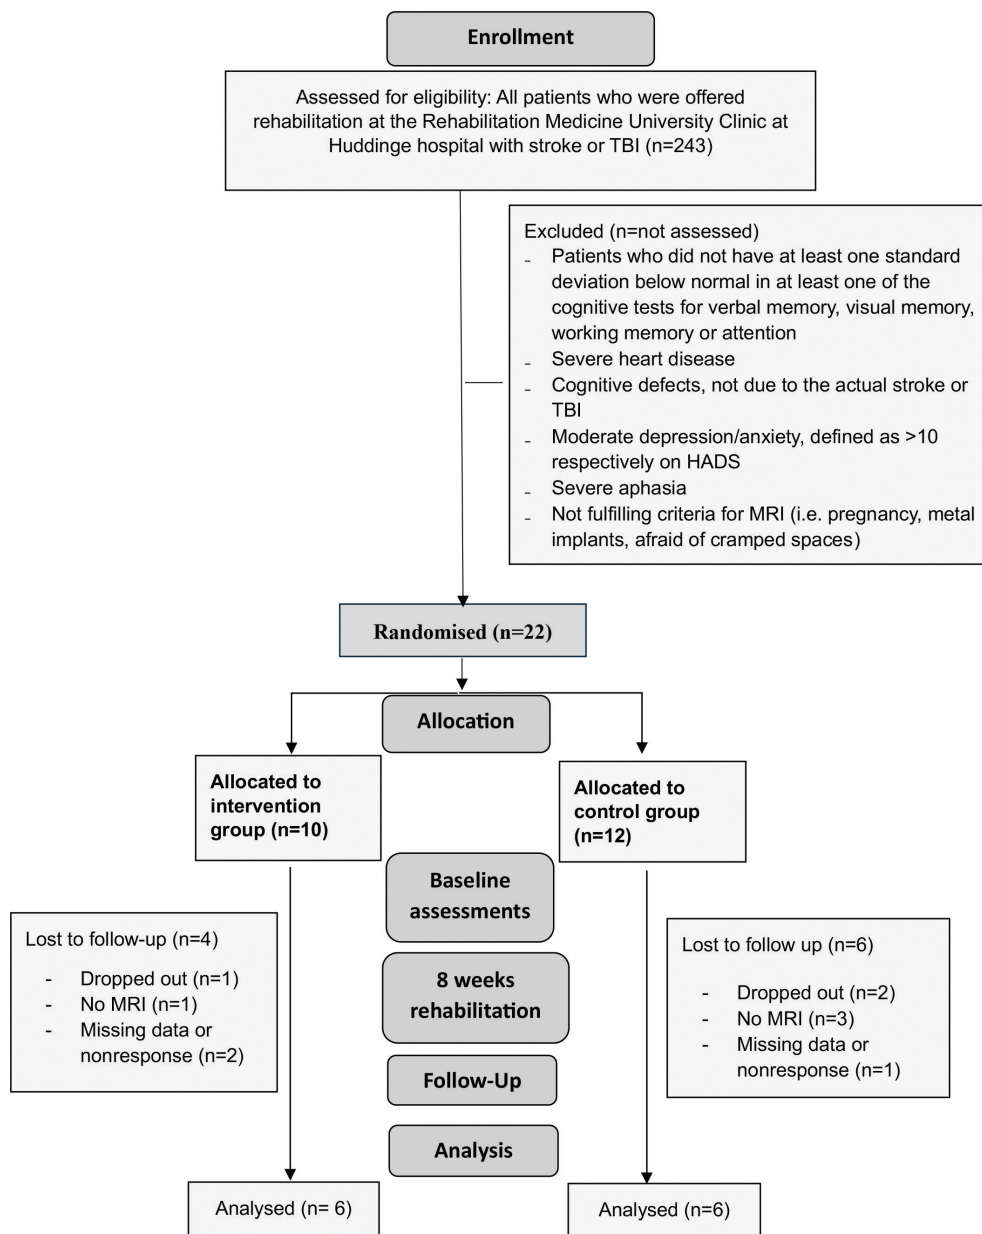 Enrollment
Assessed for eligibility: All patients who were offered
rehabilitation at the Rehabilitation Medicine University Clinic at
Huddinge hospital with stroke or TBI (n=243)
Excluded (n=not assessed)
- Patients who did not have at least one standard
deviation below normal in at least one of the
cognitive tests for verbal memory, visual memory,
working memory or attention
- Severe heart disease
- Cognitive defects, not due to the actual stroke or
TBI
- Moderate depression/anxiety, defined as >10
respectively on HADS
- Severe aphasia
- Not fulfilling criteria for MRI (i.e. pregnancy, metal
implants, afraid of cramped spaces)
Randomised (n=22)
Allocation
Allocated to
intervention
group (n=10)
Allocated to
control group
(n=12)
Baseline
assessments
Lost to follow-up (n=4)
- Dropped out (n=1)
- No MRI (n=1)
- Missing data or
nonresponse (n=2)
8 weeks
rehabilitation
Lost to follow up (n=6)
- Dropped out (n=2)
- No MRI (n=3)
- Missing data or
nonresponse (n=1)
Follow-Up
Analysis
Analysed (n= 6)
Analysed (n=6)